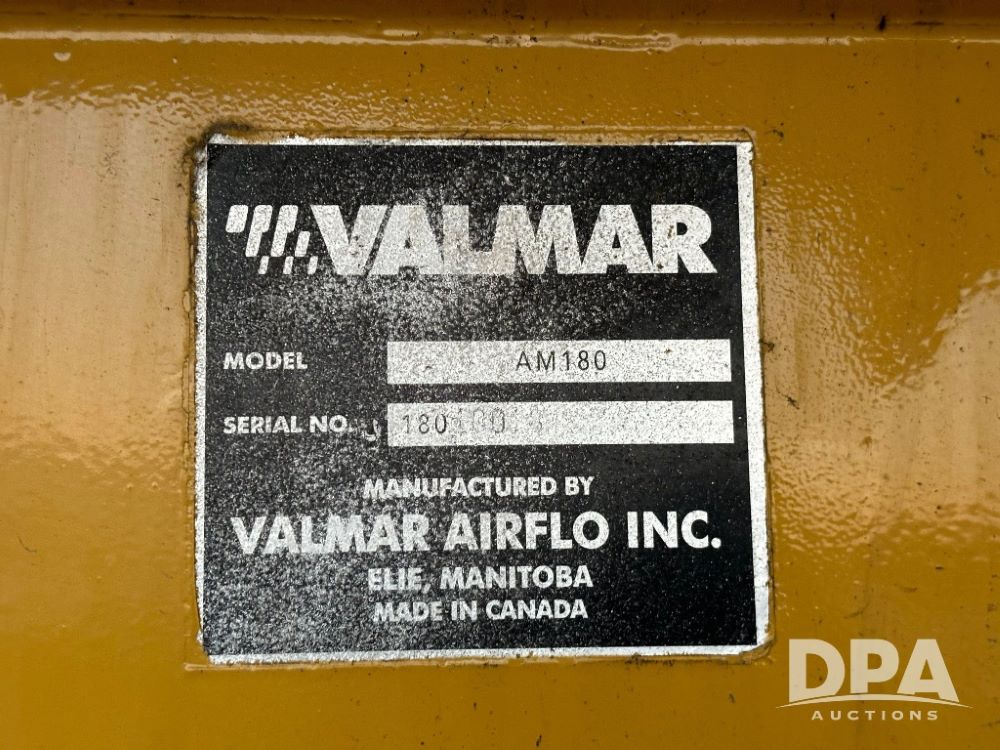 VALMAR
MODEL AM180
SERIAL NO.
MANUFACTURED BY
VALMAR AIRFLO INC.
ELIE, MANITOBA
MADE IN CANADA
DPA
AUCTIONS